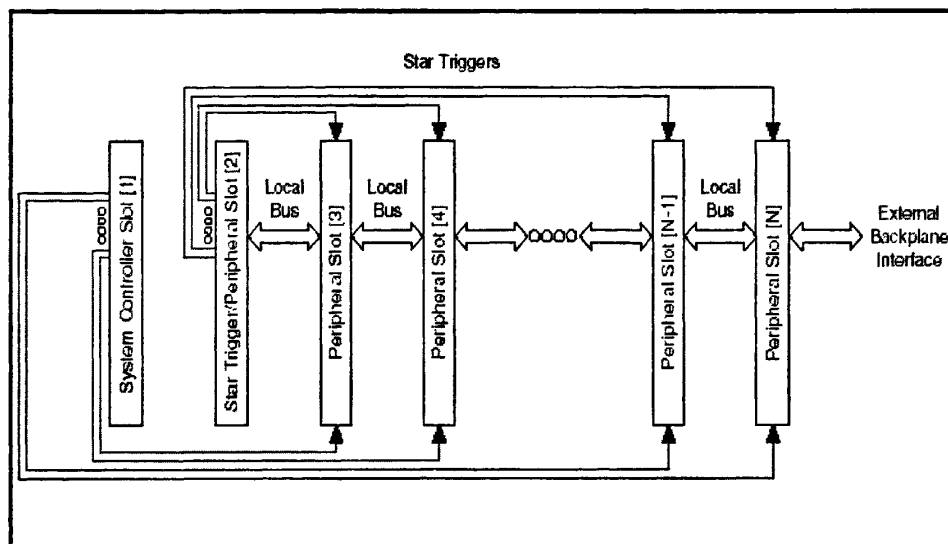 Star Triggers
System Controller Slot [1]
Star Trigger/Peripheral Slot [2]
Local
Bus
Peripheral Slot [3]
Local
Bus
Peripheral Slot [4]
Peripheral Slot [N-1]
Local
Bus
Peripheral Slot [N]
External
Backplane
Interface